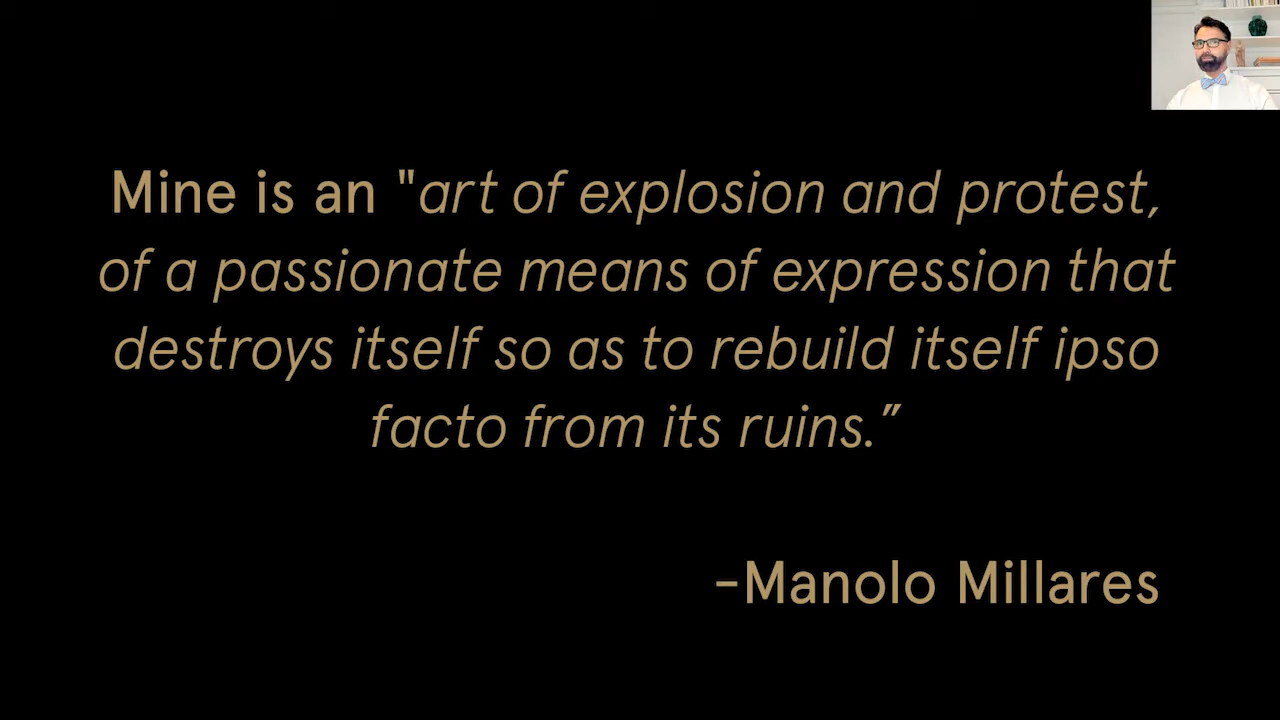 Mine is an "art of explosion and protest,
of a passionate means of expression that
destroys itself so as to rebuild itself ipso
facto from its ruins.”
-Manolo Millares